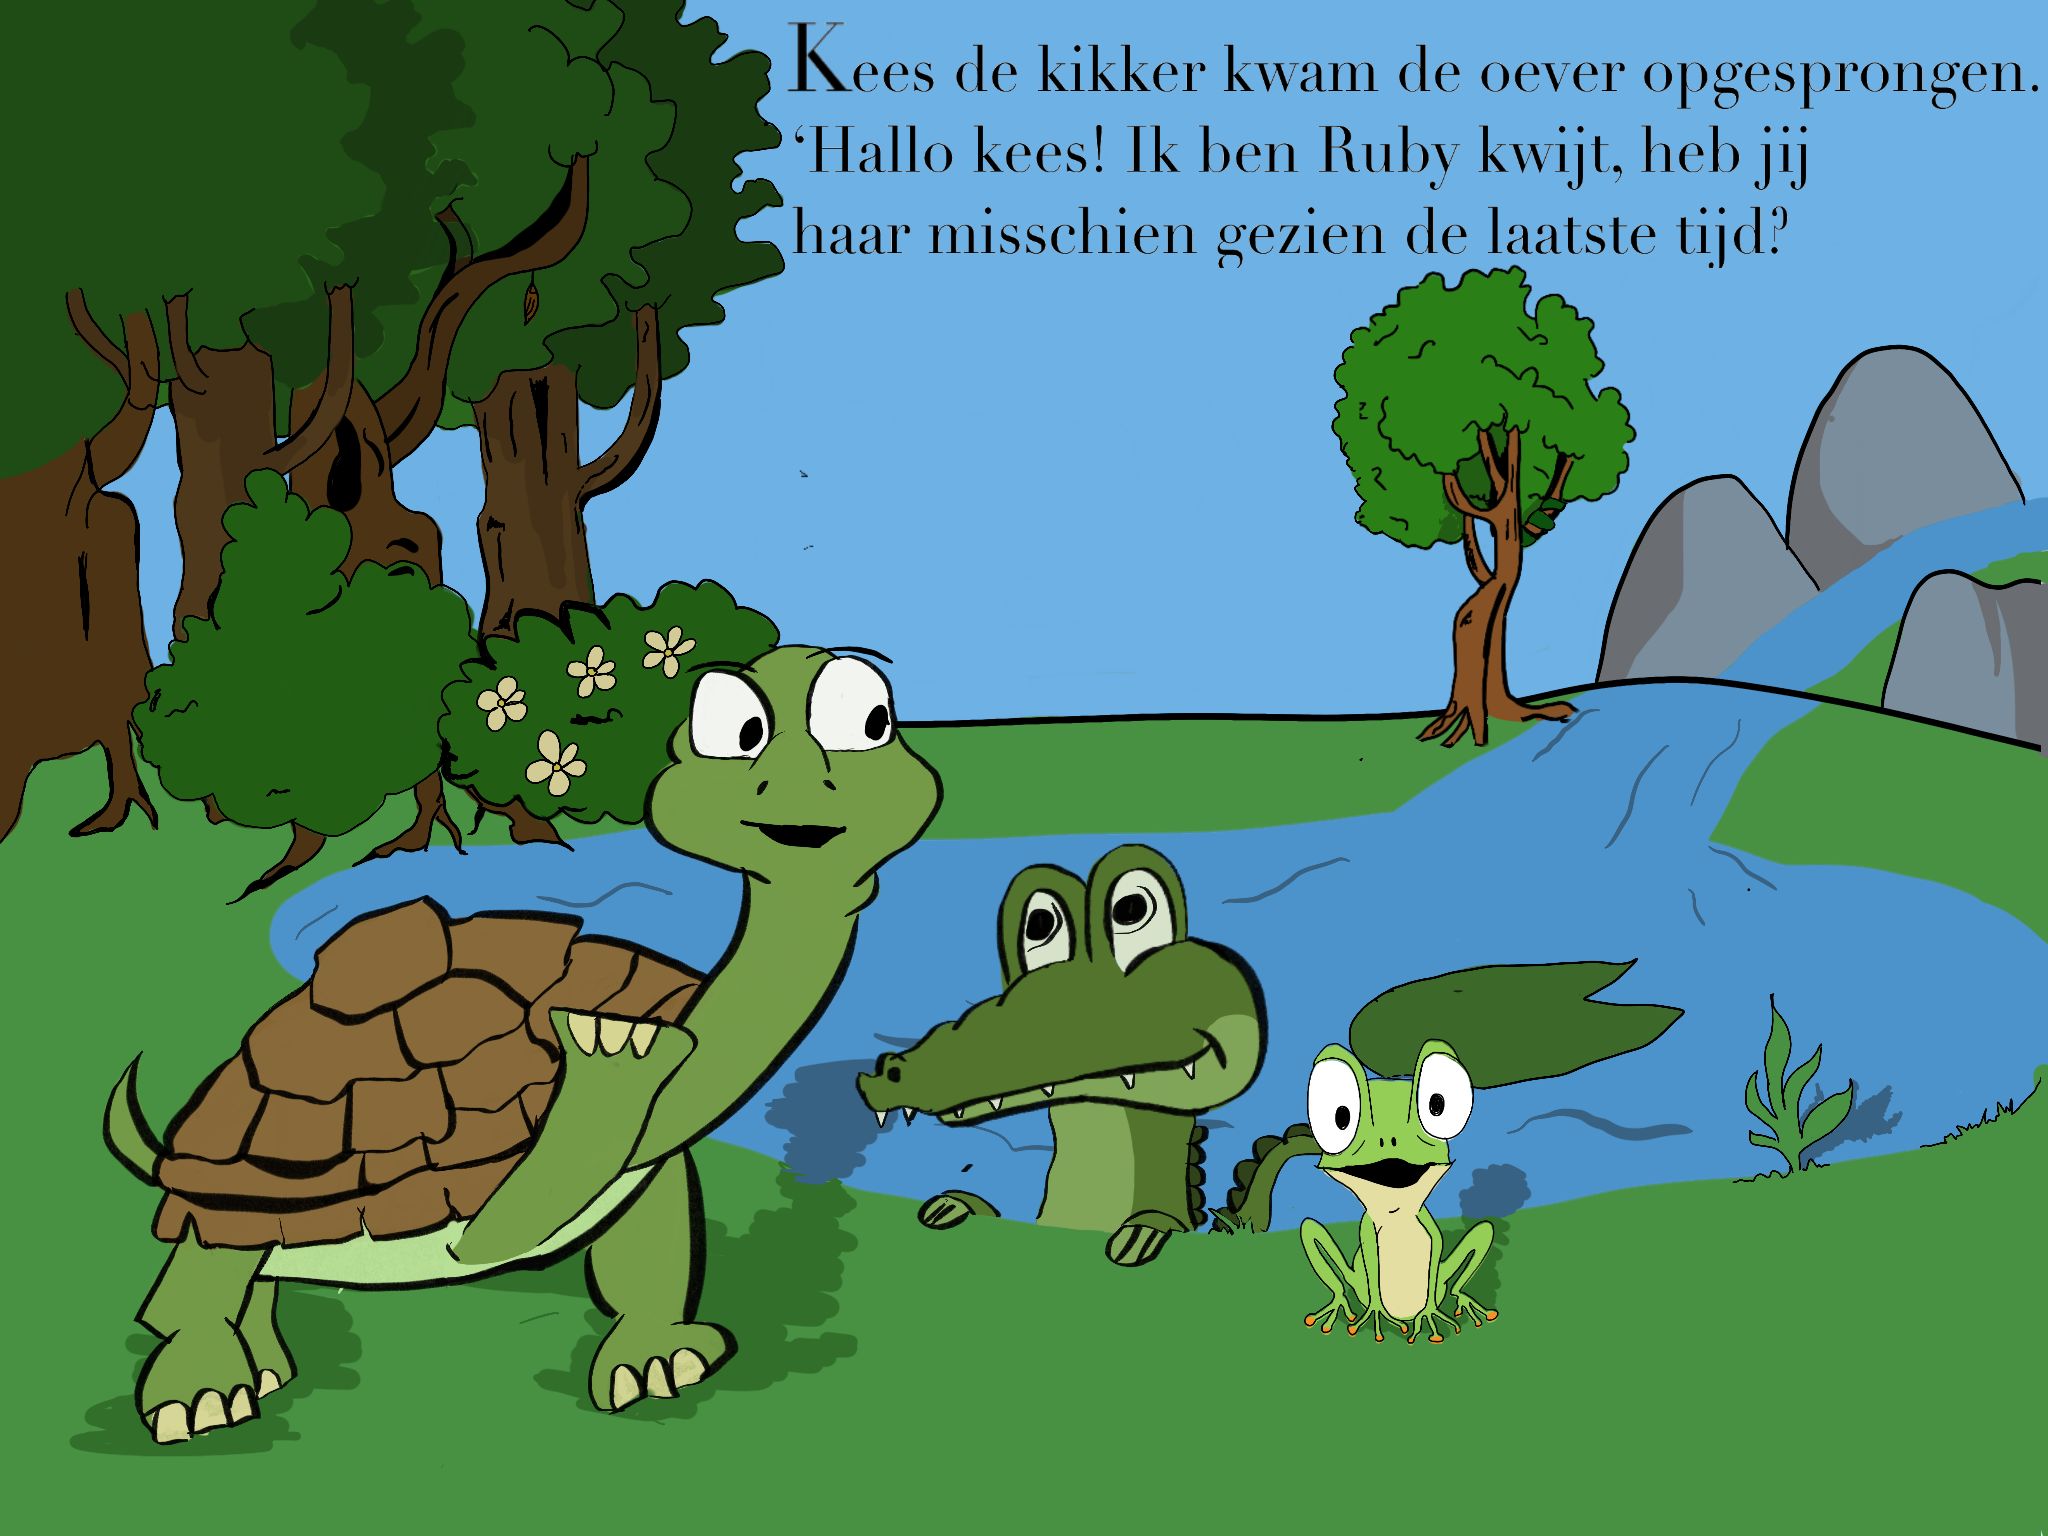 Kees de kikker kwam de oever opgesprongen.
‘Hallo kees! Ik ben Ruby kwijt, heb jij
haar misschien gezien de laatste tijd?